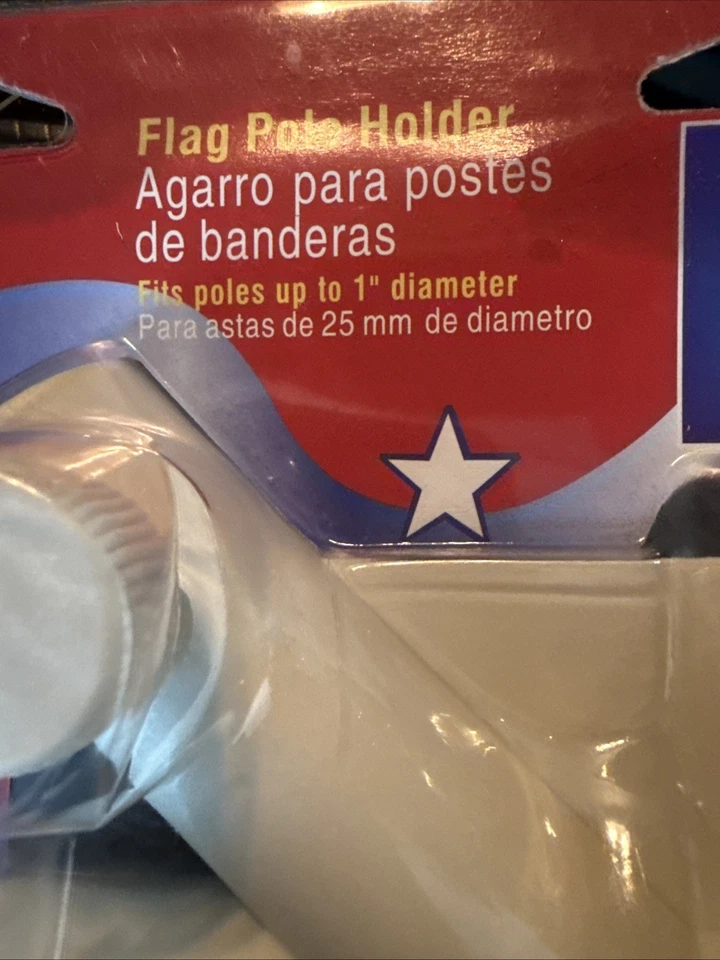 Flag Pole Holder
Agarro para postes
de banderas
Fits poles up to 1" diameter
Para astas de 25 mm de diametro